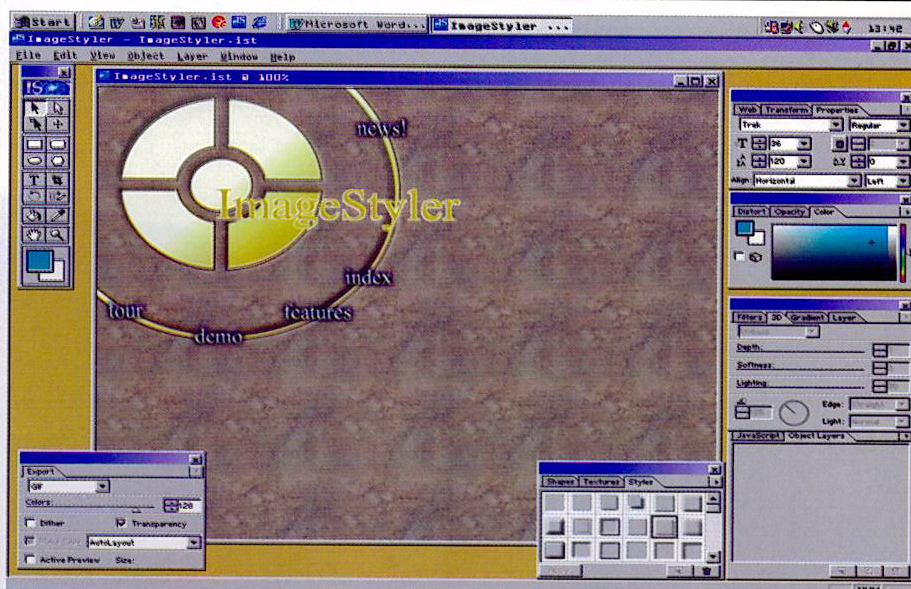 Start
Microsoft Word...
ImageStyler ...
13:42
ImageStyler - ImageStyler.ist
File Edit View Object Layer Window Help
IS
ImageStyler.ist @ 100%
news!
ImageStyler
index
features
demo
tour
Web Transform Properties
Trek Regular
T 36
120 0
Align: Horizontal Left
Distort Opacity Color
Filters 3D Gradient Layer
Depth:
Softness:
Lighting
Edge: Straight
Light: Normal
JavaScript Object Layers
Export
GIF
Colors: 128
Dither Transparency
AutoLayout
Active Preview Size:
Shapes Textures Styles